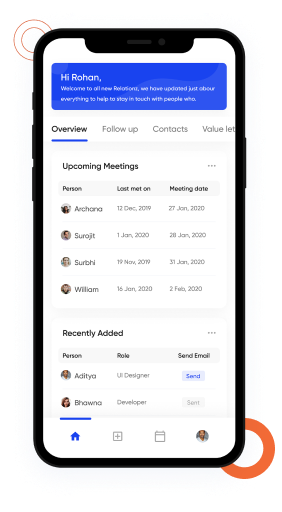 Hi Rohan,
Welcome to all new Relationz, we have updated just abour
everything to help to stay in touch with people who.
Overview Follow up Contacts Value let
Upcoming Meetings
Person Last met on Meeting date
Archana 12 Dec, 2019 27 Jan, 2020
Surojit 1 Jan, 2020 28 Jan, 2020
Surbhi 19 Nov, 2019 31 Jan, 2020
William 16 Jan, 2020 2 Feb, 2020
Recently Added
Person Role Send Email
Aditya UI Designer Send
Bhawna Developer Sent